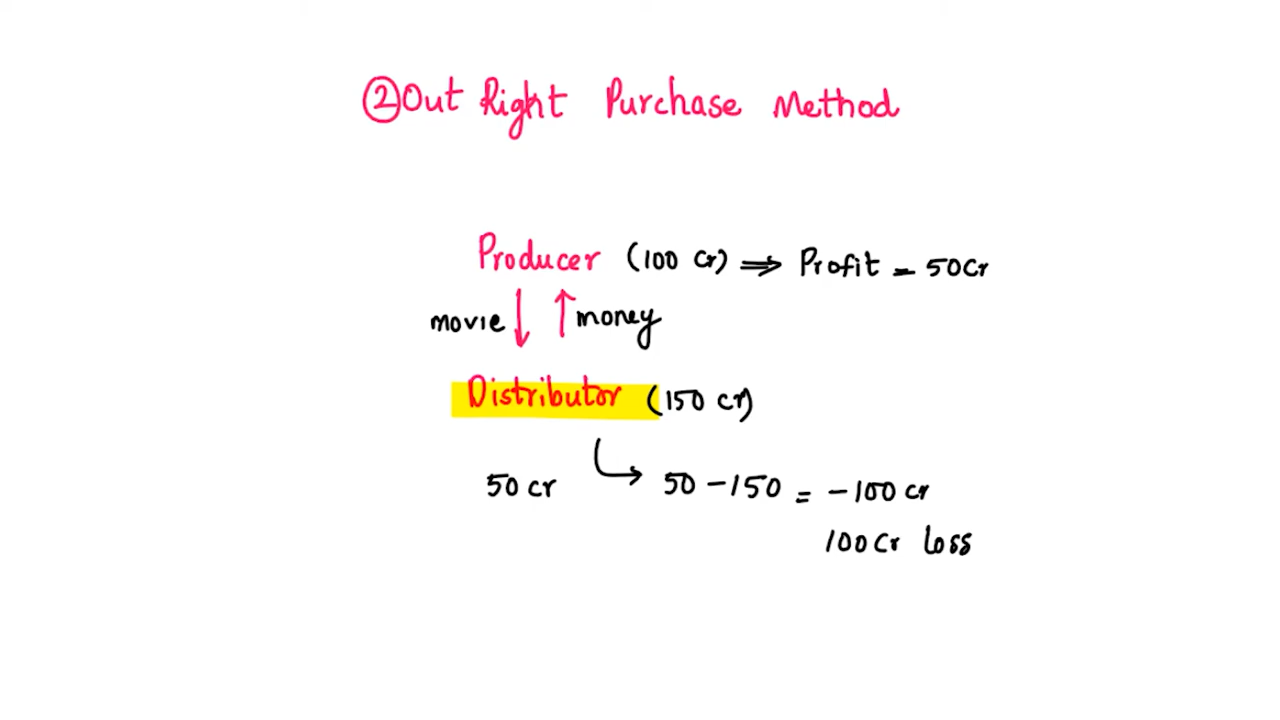 ②Out Right Purchase Method
Producer (100 Cr) ⇒ Profit - 50Cr
movie ↓ ↑ money
Distributor (150 cr)
50 cr ↳ 50 - 150 = - 100 cr
100 Cr loss